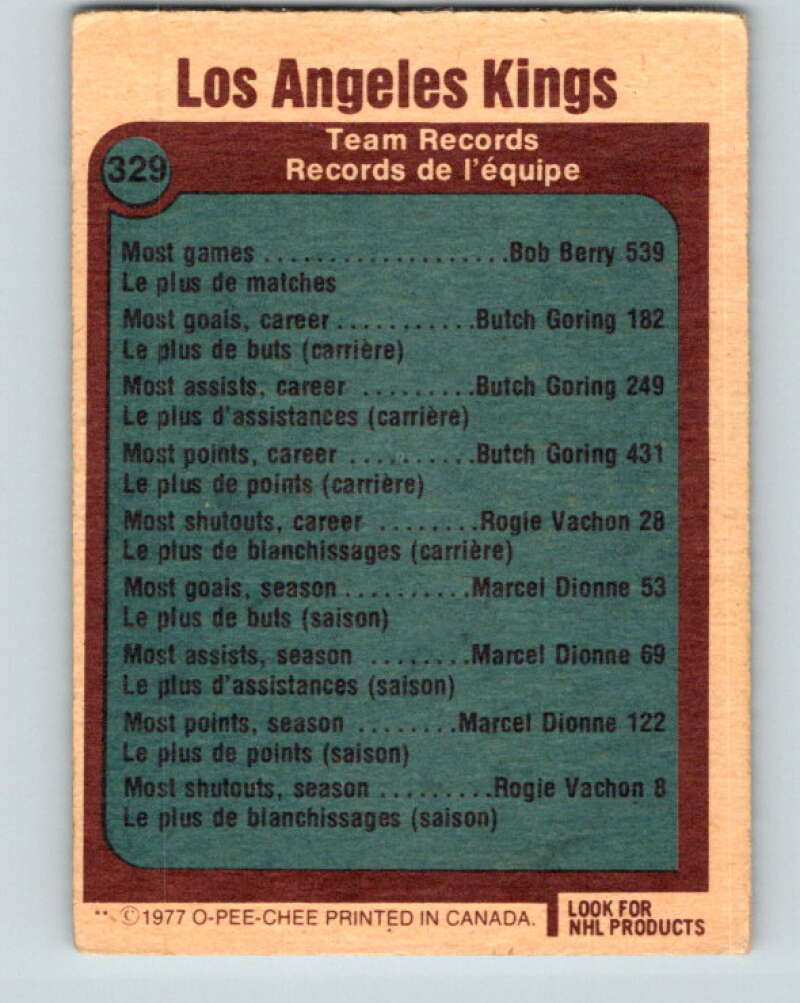 Los Angeles Kings
Team Records
329
Records de l'équipe
Most games ...................Bob Berry 539
Le plus de matches
Most goals, career...........Butch Goring 182
Le plus de buts (carrière)
Most assists, career .........Butch Goring 249
Le plus d'assistances (carrière)
Most points, career ..........Butch Goring 431
Le plus de points (carrière)
Most shutouts, career ........Rogie Vachon 28
Le plus de blanchissages (carrière)
Most goals, season..........Marcel Dionne 53
Le plus de buts (saison)
Most assists, season ........Marcel Dionne 69
Le plus d'assistances (saison)
Most points, season ........Marcel Dionne 122
Le plus de points (saison)
Most shutouts, season .........Rogie Vachon 8
Le plus de blanchissages (saison)
** ©1977 O-PEE-CHEE PRINTED IN CANADA.
LOOK FOR
NHL PRODUCTS